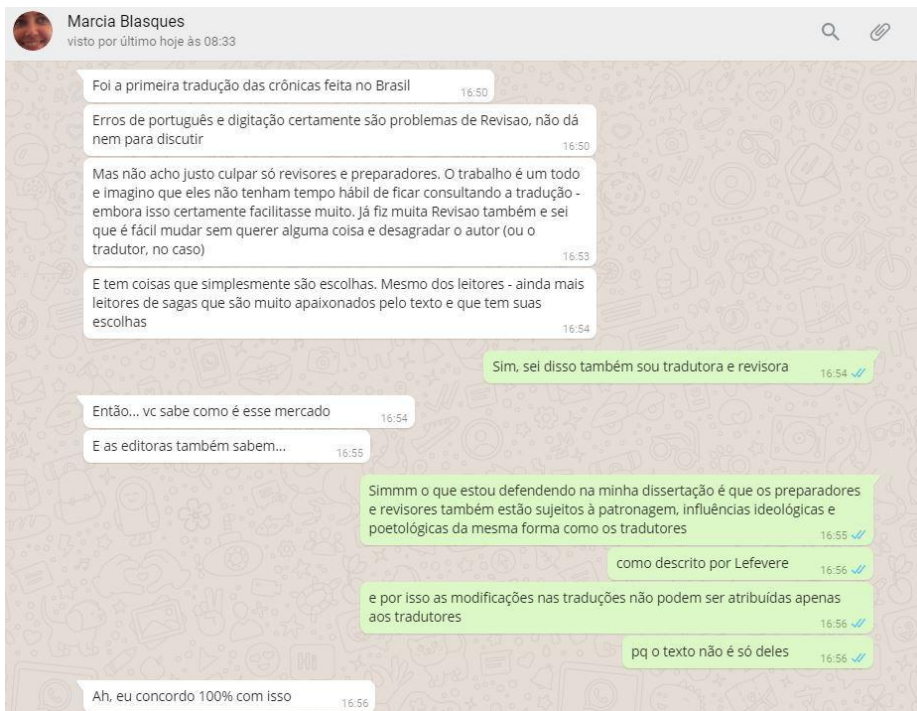 Marcia Blasques
visto por último hoje às 08:33
Foi a primeira tradução das crônicas feita no Brasil
16:50
Erros de português e digitação certamente são problemas de Revisao, não dá
nem para discutir
16:50
Mas não acho justo culpar só revisores e preparadores. O trabalho é um todo
e imagino que eles não tenham tempo hábil de ficar consultando a tradução -
embora isso certamente facilitasse muito. Já fiz muita Revisao também e sei
que é fácil mudar sem querer alguma coisa e desagradar o autor (ou o
tradutor, no caso)
16:53
E tem coisas que simplesmente são escolhas. Mesmo dos leitores - ainda mais
leitores de sagas que são muito apaixonados pelo texto e que tem suas
escolhas
16:54
Sim, sei disso também sou tradutora e revisora
16:54
Então... vc sabe como é esse mercado
16:54
E as editoras também sabem...
16:55
Simmm o que estou defendendo na minha dissertação é que os preparadores
e revisores também estão sujeitos à patronagem, influências ideológicas e
poetológicas da mesma forma como os tradutores
16:55
como descrito por Lefevere
16:56
e por isso as modificações nas traduções não podem ser atribuídas apenas
aos tradutores
16:56
pq o texto não é só deles
16:56
Ah, eu concordo 100% com isso
16:56